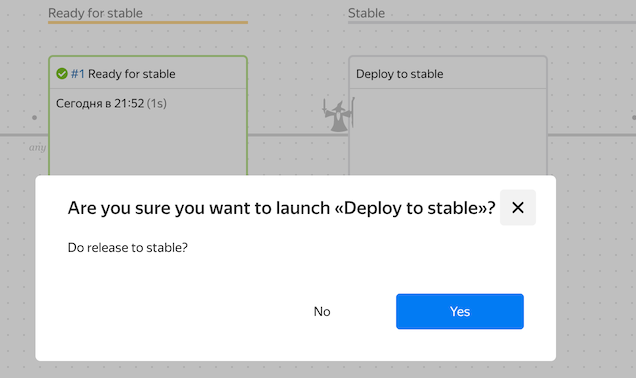 Ready for stable
Stable
#1 Ready for stable
Deploy to stable
Сегодня в 21:52 (1s)
any
Are you sure you want to launch «Deploy to stable»?
Do release to stable?
No
Yes